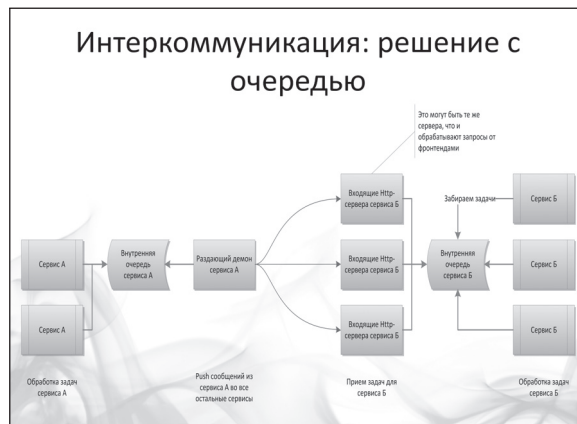 Интеркоммуникация: решение с
очередью
Это могут быть те же
сервера, что и
обрабатывают запросы от
фронтендами
Входящие Http-
сервера сервиса Б
Забираем задачи
Сервис Б
Сервис А
Внутренняя
очередь
сервиса А
Раздающий демон
сервиса А
Входящие Http-
сервера сервиса Б
Внутренняя
очередь
сервиса Б
Сервис Б
Сервис А
Входящие Http-
сервера сервиса Б
Сервис Б
Обработка задач
сервиса А
Push сообщений из
сервиса А во все
остальные сервисы
Прием задач для
сервиса Б
Обработка задач
сервиса Б